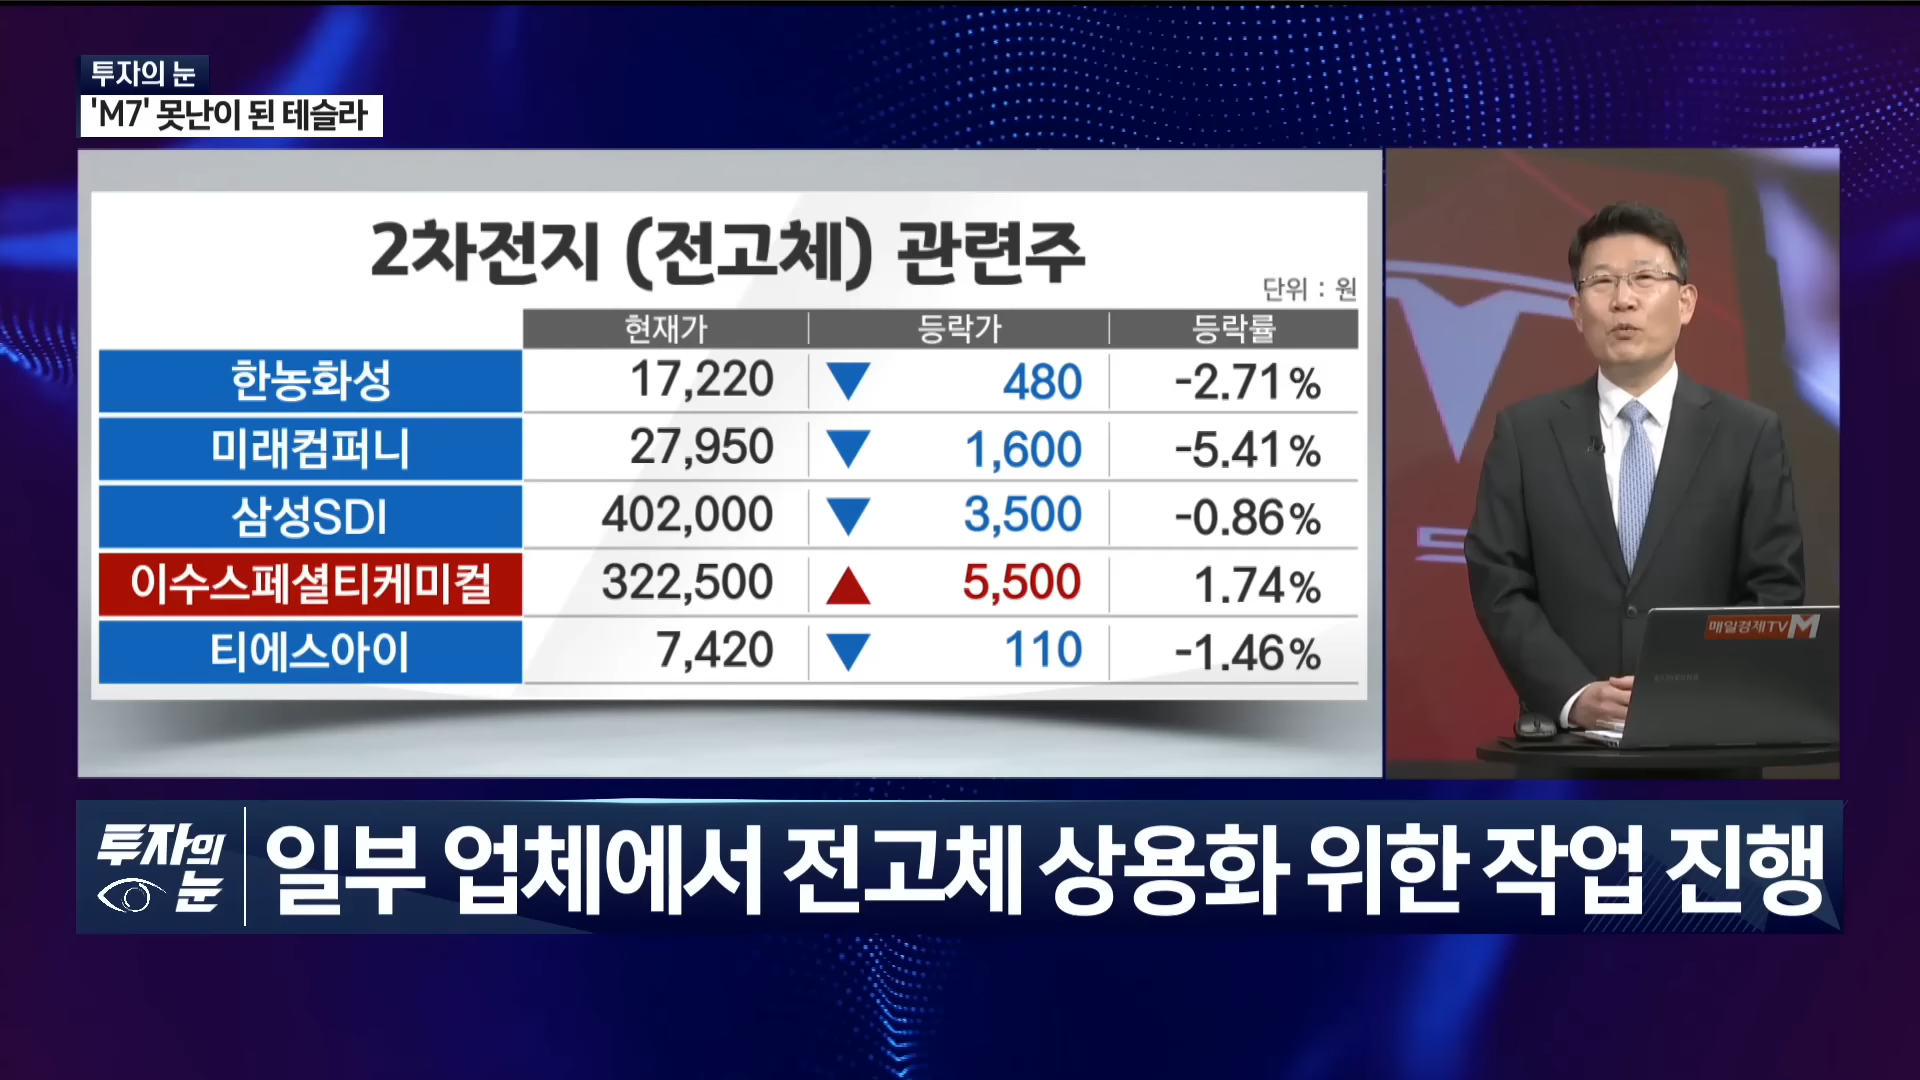 투자의 눈
'M7' 못난이 된 테슬라
2차전지 (전고체) 관련주
단위 : 원
현재가 등락가 등락률
한농화성 17,220 ▼ 480 -2.71%
미래컴퍼니 27,950 ▼ 1,600 -5.41%
삼성SDI 402,000 ▼ 3,500 -0.86%
이수스페셜티케미컬 322,500 ▲ 5,500 1.74%
티에스아이 7,420 ▼ 110 -1.46%
매일경제TV M
SAMSUNG
투자의 눈
일부 업체에서 전고체 상용화 위한 작업 진행